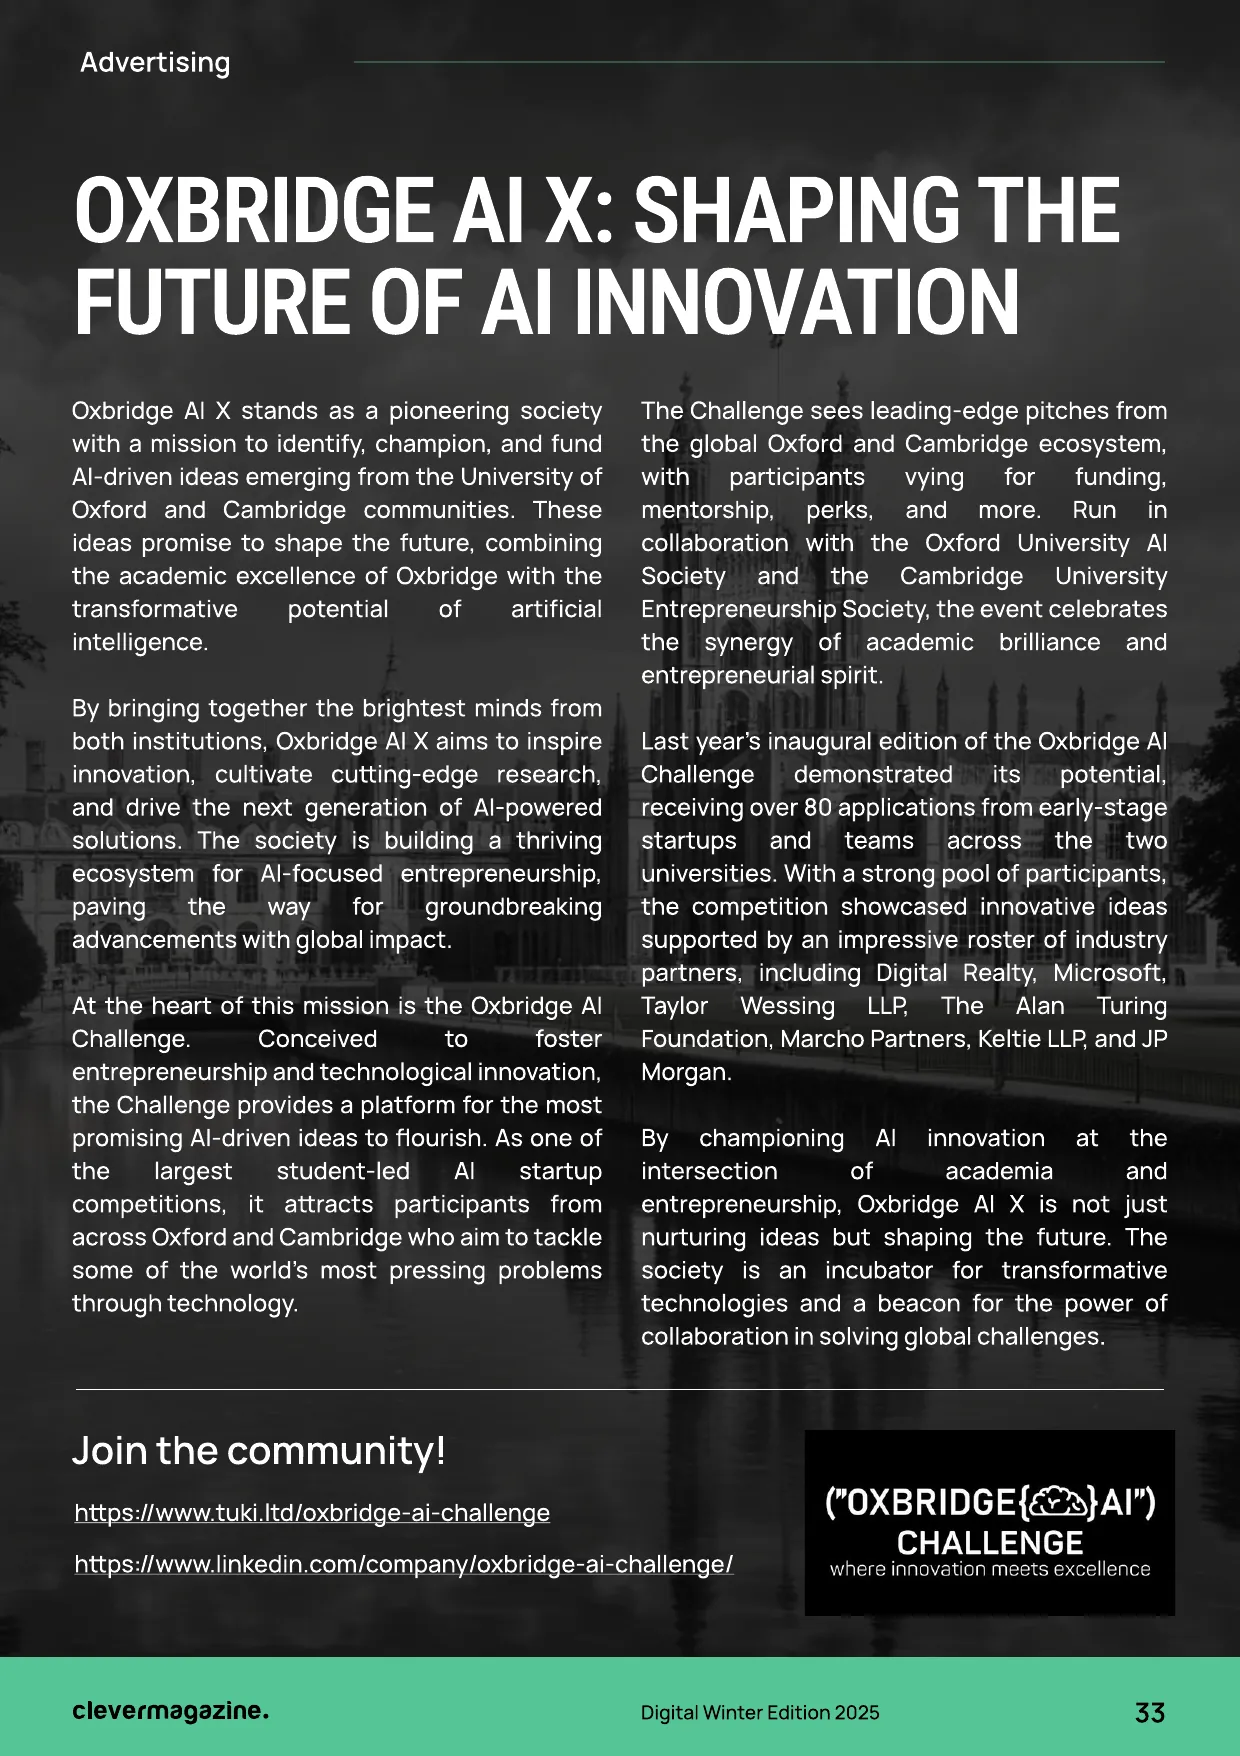 Advertising
OXBRIDGE AI X: SHAPING THE
FUTURE OF AI INNOVATION
Oxbridge AI X stands as a pioneering society
with a mission to identify, champion, and fund
AI-driven ideas emerging from the University of
Oxford and Cambridge communities. These
ideas promise to shape the future, combining
the academic excellence of Oxbridge with the
transformative potential of artificial
intelligence.
By bringing together the brightest minds from
both institutions, Oxbridge AI X aims to inspire
innovation, cultivate cutting-edge research,
and drive the next generation of AI-powered
solutions. The society is building a thriving
ecosystem for AI-focused entrepreneurship,
paving the way for groundbreaking
advancements with global impact.
At the heart of this mission is the Oxbridge AI
Challenge. Conceived to foster
entrepreneurship and technological innovation,
the Challenge provides a platform for the most
promising AI-driven ideas to flourish. As one of
the largest student-led AI startup
competitions, it attracts participants from
across Oxford and Cambridge who aim to tackle
some of the world's most pressing problems
through technology.
The Challenge sees leading-edge pitches from
the global Oxford and Cambridge ecosystem,
with participants vying for funding,
mentorship, perks, and more. Run in
collaboration with the Oxford University AI
Society and the Cambridge University
Entrepreneurship Society, the event celebrates
the synergy of academic brilliance and
entrepreneurial spirit.
Last year's inaugural edition of the Oxbridge AI
Challenge demonstrated its potential,
receiving over 80 applications from early-stage
startups and teams across the two
universities. With a strong pool of participants,
the competition showcased innovative ideas
supported by an impressive roster of industry
partners, including Digital Realty, Microsoft,
Taylor Wessing LLP, The Alan Turing
Foundation, Marcho Partners, Keltie LLP, and JP
Morgan.
By championing AI innovation at the
intersection of academia and
entrepreneurship, Oxbridge AI X is not just
nurturing ideas but shaping the future. The
society is an incubator for transformative
technologies and a beacon for the power of
collaboration in solving global challenges.
Join the community!
https://www.tuki.ltd/oxbridge-ai-challenge
https://www.linkedin.com/company/oxbridge-ai-challenge/
("OXBRIDGE{}AI")
CHALLENGE
where innovation meets excellence
clevermagazine.
Digital Winter Edition 2025
33